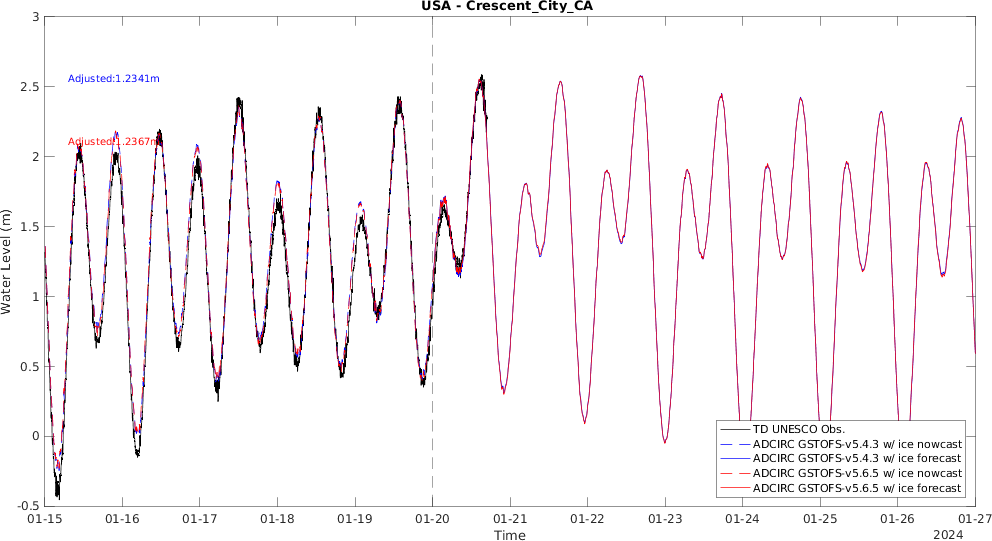 USA - Crescent_City_CA
3
2.5
2
1.5
1
0.5
0
-0.5
Water Level (m)
Adjusted:1.2341m
Adjusted:1.2367m
TD UNESCO Obs.
ADCIRC GSTOFS-v5.4.3 w/ ice nowcast
ADCIRC GSTOFS-v5.4.3 w/ ice forecast
ADCIRC GSTOFS-v5.6.5 w/ ice nowcast
ADCIRC GSTOFS-v5.6.5 w/ ice forecast
01-15 01-16 01-17 01-18 01-19 01-20 01-21 01-22 01-23 01-24 01-25 01-26 01-27
Time
2024